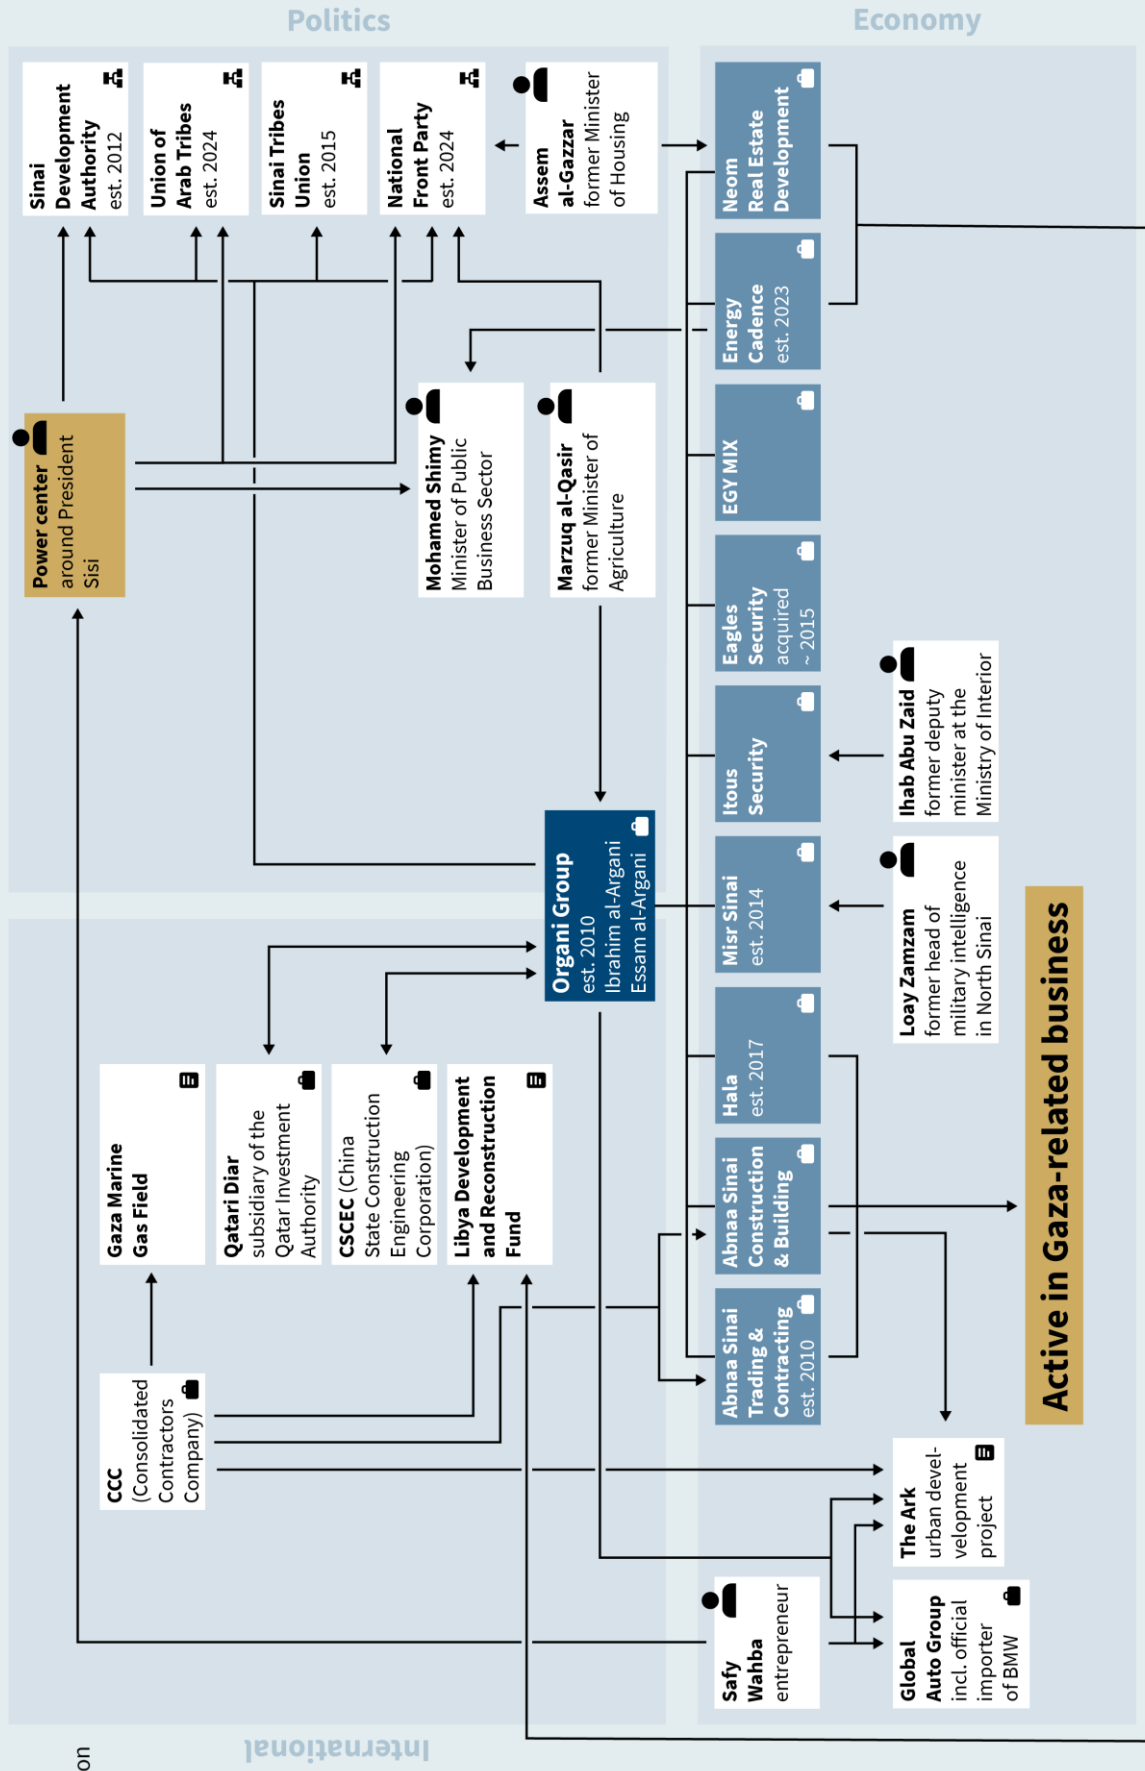 Politics
Economy
International
on
Sinai
Development
Authority
est. 2012
Union of
Arab Tribes
est. 2024
Sinai Tribes
Union
est. 2015
National
Front Party
est. 2024
Assem
al-Gazzar
former Minister
of Housing
Power center
around President
Sisi
Mohamed Shimy
Minister of Public
Business Sector
Marzuq al-Qasir
former Minister of
Agriculture
Organi Group
est. 2010
Ibrahim al-Argani
Essam al-Argani
Gaza Marine
Gas Field
Qatari Diar
subsidiary of the
Qatar Investment
Authority
CSCEC (China
State Construction
Engineering
Corporation)
Libya Development
and Reconstruction
Fund
CCC
(Consolidated
Contractors
Company)
Safy
Wahba
entrepreneur
Abnaa Sinai
Trading &
Contracting
est. 2010
Abnaa Sinai
Construction
& Building
Hala
est. 2017
Misr Sinai
est. 2014
Itous
Security
Eagles
Security
acquired
~ 2015
EGY MIX
Energy
Cadence
est. 2023
Neom
Real Estate
Development
Global
Auto Group
incl. official
importer
of BMW
The Ark
urban devel-
velopment
project
Loay Zamzam
former head of
military intelligence
in North Sinai
Ihab Abu Zaid
former deputy
minister at the
Ministry of Interior
Active in Gaza-related business